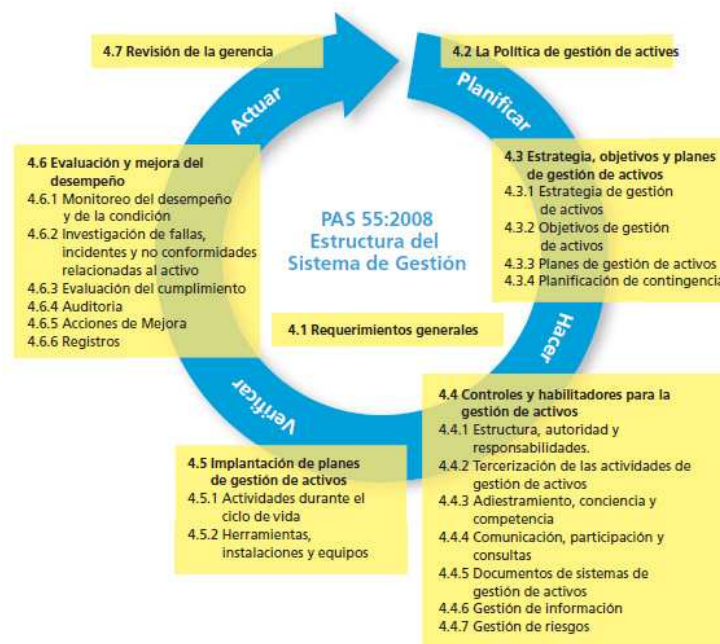 4.7 Revisión de la gerencia
4.2 La Política de gestión de actives
Actuar
Planificar
4.6 Evaluación y mejora del
desempeño
4.6.1 Monitoreo del desempeño
y de la condición
4.6.2 Investigación de fallas,
incidentes y no conformidades
relacionadas al activo
4.6.3 Evaluación del cumplimiento
4.6.4 Auditoria
4.6.5 Acciones de Mejora
4.6.6 Registros
PAS 55:2008
Estructura del
Sistema de Gestión
4.3 Estrategia, objetivos y planes
de gestión de activos
4.3.1 Estrategia de gestión
de activos
4.3.2 Objetivos de gestión
de activos
4.3.3 Planes de gestión de activos
4.3.4 Planificación de contingencia
4.1 Requerimientos generales
Hacer
Verificar
4.4 Controles y habilitadores para la
gestión de activos
4.4.1 Estructura, autoridad y
responsabilidades.
4.4.2 Tercerización de las actividades de
gestión de activos
4.4.3 Adiestramiento, conciencia y
competencia
4.4.4 Comunicación, participación y
consultas
4.4.5 Documentos de sistemas de
gestión de activos
4.4.6 Gestión de información
4.4.7 Gestión de riesgos
4.5 Implantación de planes
de gestión de activos
4.5.1 Actividades durante el
ciclo de vida
4.5.2 Herramientas,
instalaciones y equipos